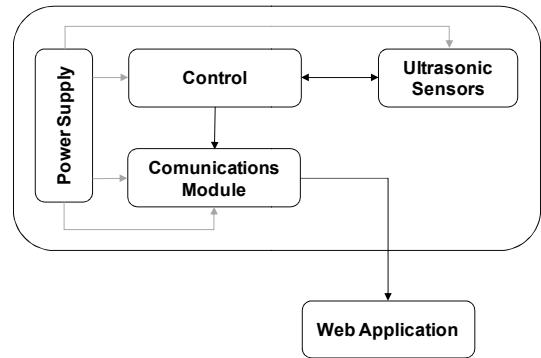 Power Supply
Control
Ultrasonic
Sensors
Comunications
Module
Web Application